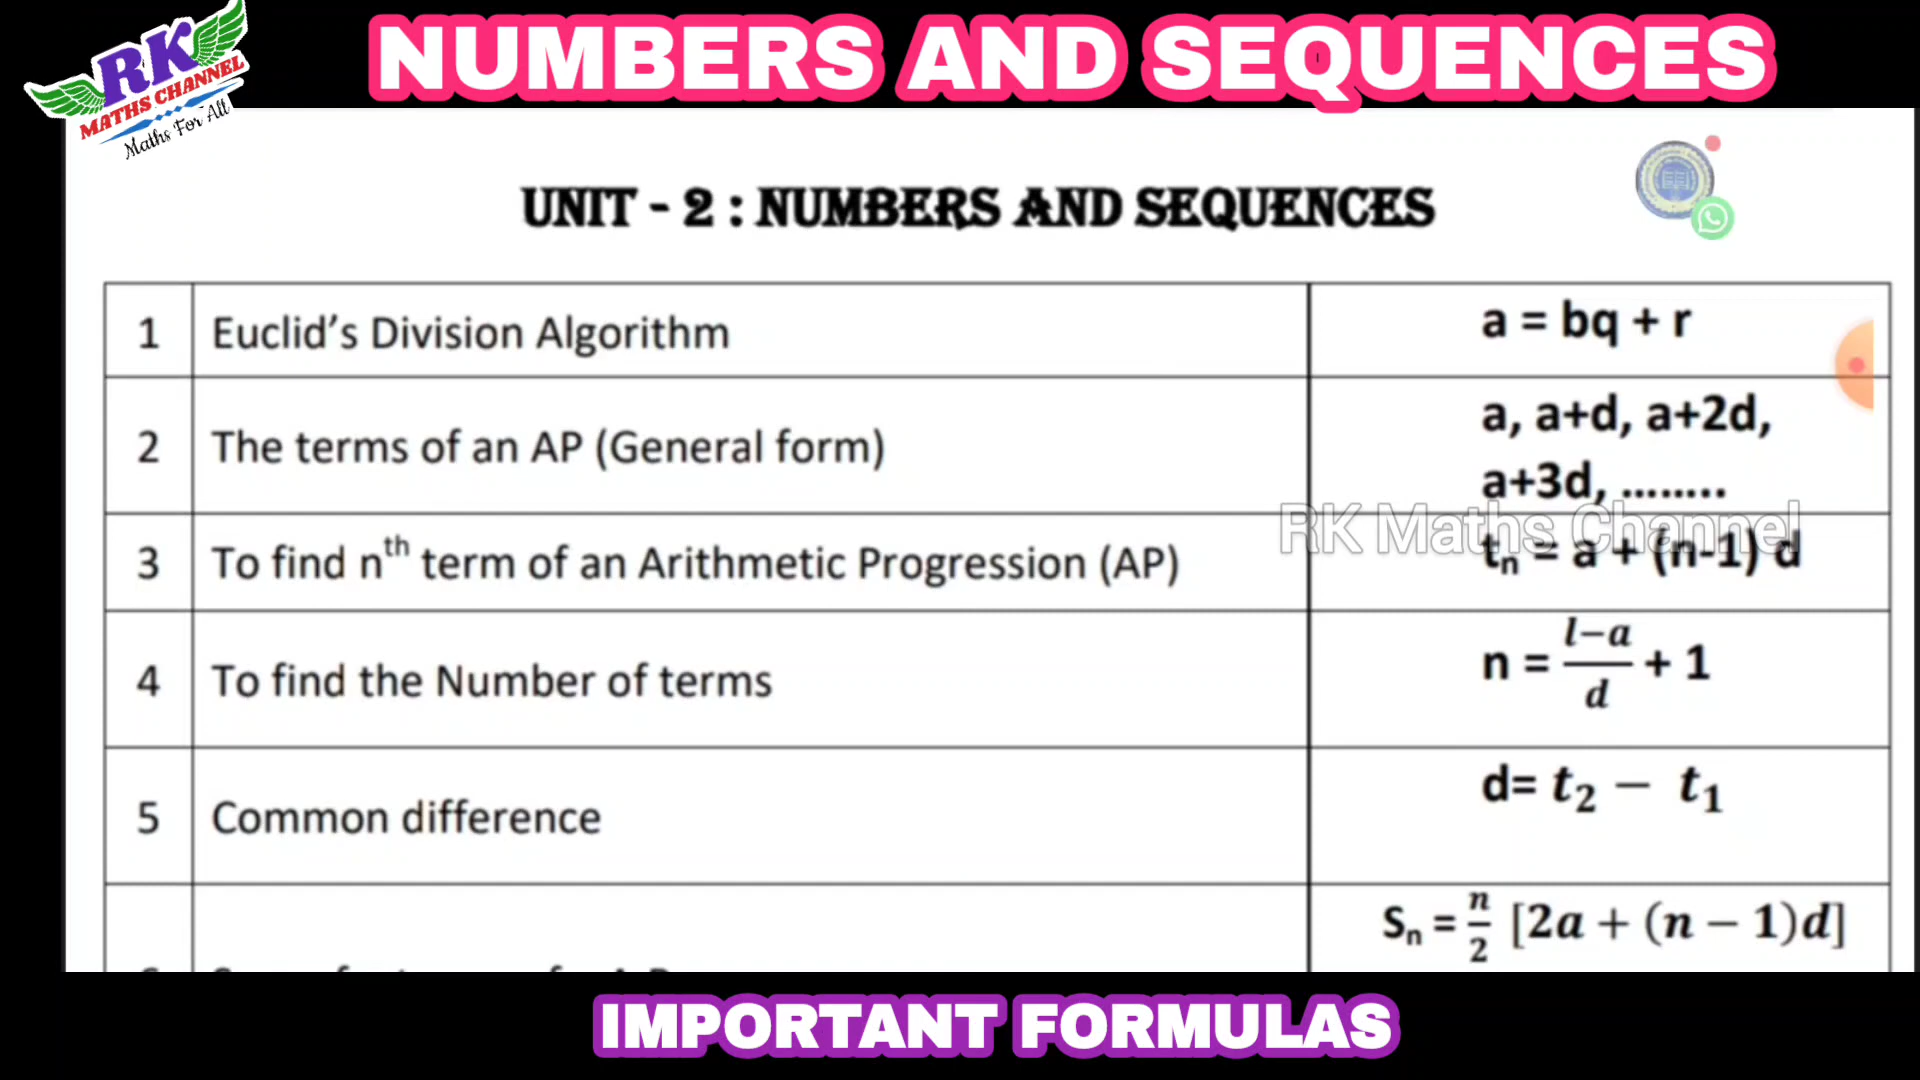 RK
MATHS CHANNEL
Maths For All
NUMBERS AND SEQUENCES
UNIT - 2 : NUMBERS AND SEQUENCES
1 Euclid’s Division Algorithm a = bq + r
2 The terms of an AP (General form) a, a+d, a+2d,
a+3d, ........
RK Maths Channel
3 To find nth term of an Arithmetic Progression (AP) tn = a + (n-1) d
4 To find the Number of terms n = l−a/d + 1
5 Common difference d= t2 − t1
Sn = n/2 [2a + (n − 1)d]
IMPORTANT FORMULAS